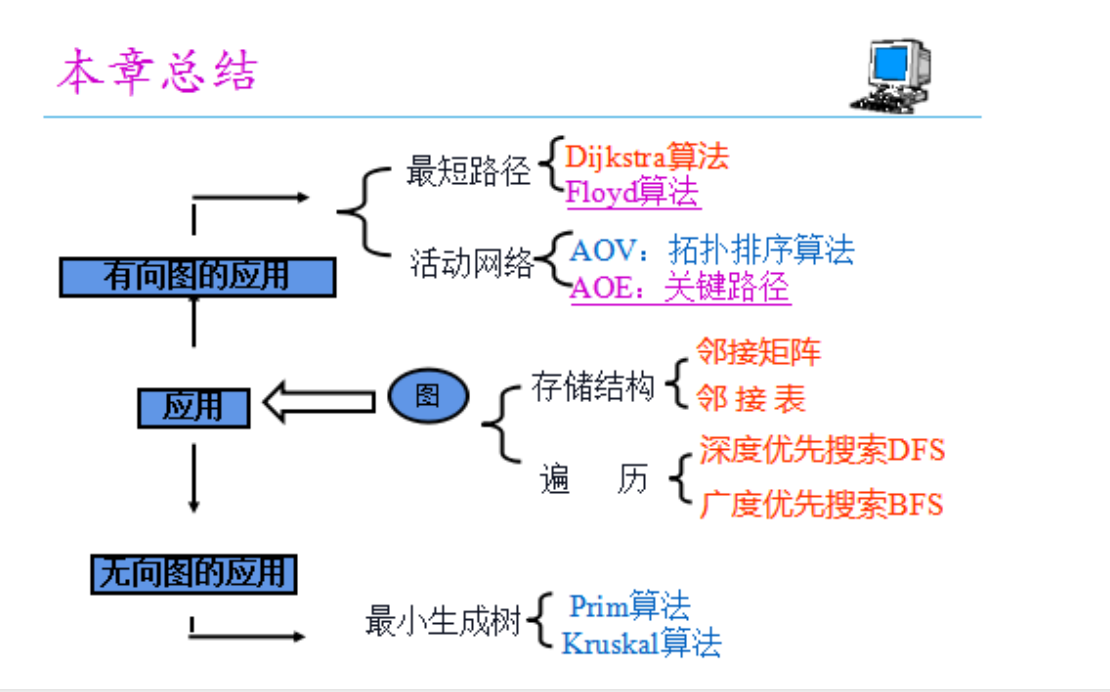 本章总结
最短路径
Dijkstra算法
Floyd算法
活动网络
AOV：拓扑排序算法
AOE：关键路径
有向图的应用
应用
图
存储结构
邻接矩阵
邻 接 表
遍 历
深度优先搜索DFS
广度优先搜索BFS
无向图的应用
最小生成树
Prim算法
Kruskal算法